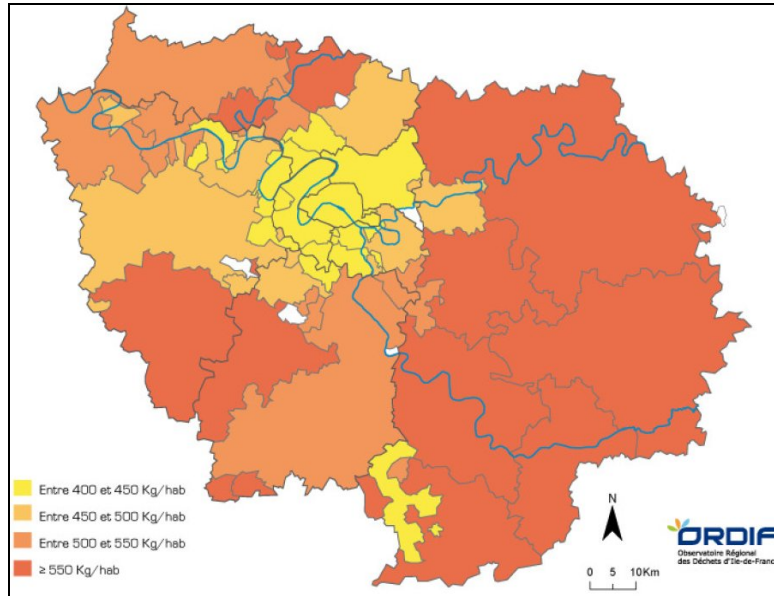 Entre 400 et 450 Kg/hab
Entre 450 et 500 Kg/hab
Entre 500 et 550 Kg/hab
≥ 550 Kg/hab
N
0 5 10Km
ORDIF
Observatoire Régional
des Déchets d'Ile-de-Franc